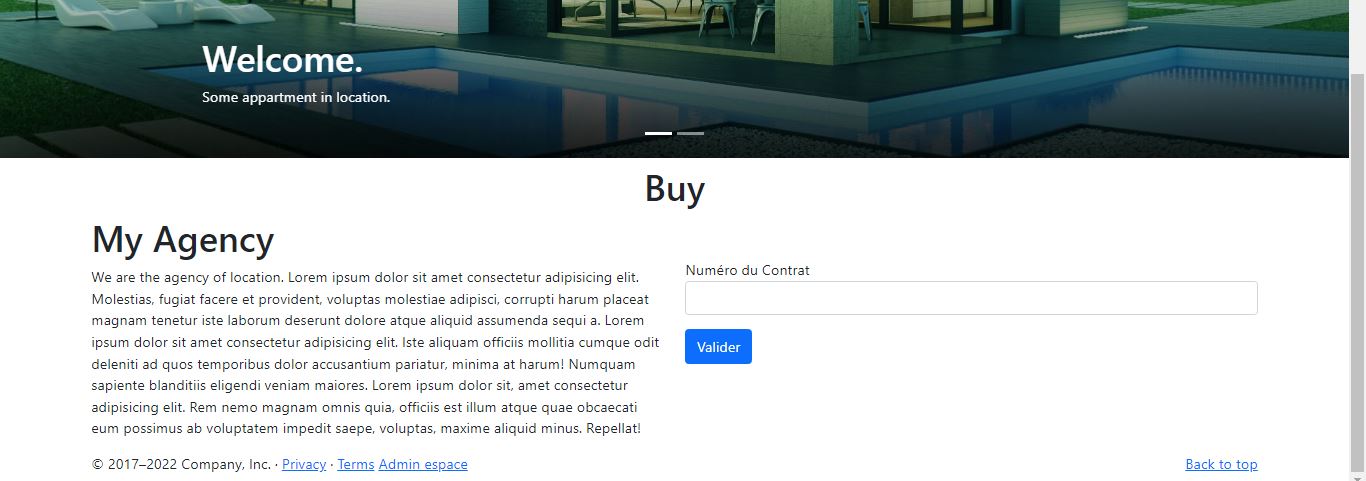 Welcome.
Some appartment in location.
Buy
My Agency
We are the agency of location. Lorem ipsum dolor sit amet consectetur adipisicing elit.
Molestias, fugiat facere et provident, voluptas molestiae adipisci, corrupti harum placeat
magnam tenetur iste laborum deserunt dolore atque aliquid assumenda sequi a. Lorem
ipsum dolor sit amet consectetur adipisicing elit. Iste aliquam officiis mollitia cumque odit
deleniti ad quos temporibus dolor accusantium pariatur, minima at harum! Numquam
sapiente blanditiis eligendi veniam maiores. Lorem ipsum dolor sit, amet consectetur
adipisicing elit. Rem nemo magnam omnis quia, officiis est illum atque quae obcaecati
eum possimus ab voluptatem impedit saepe, voluptas, maxime aliquid minus. Repellat!
Numéro du Contrat
Valider
© 2017–2022 Company, Inc. · Privacy · Terms Admin espace
Back to top